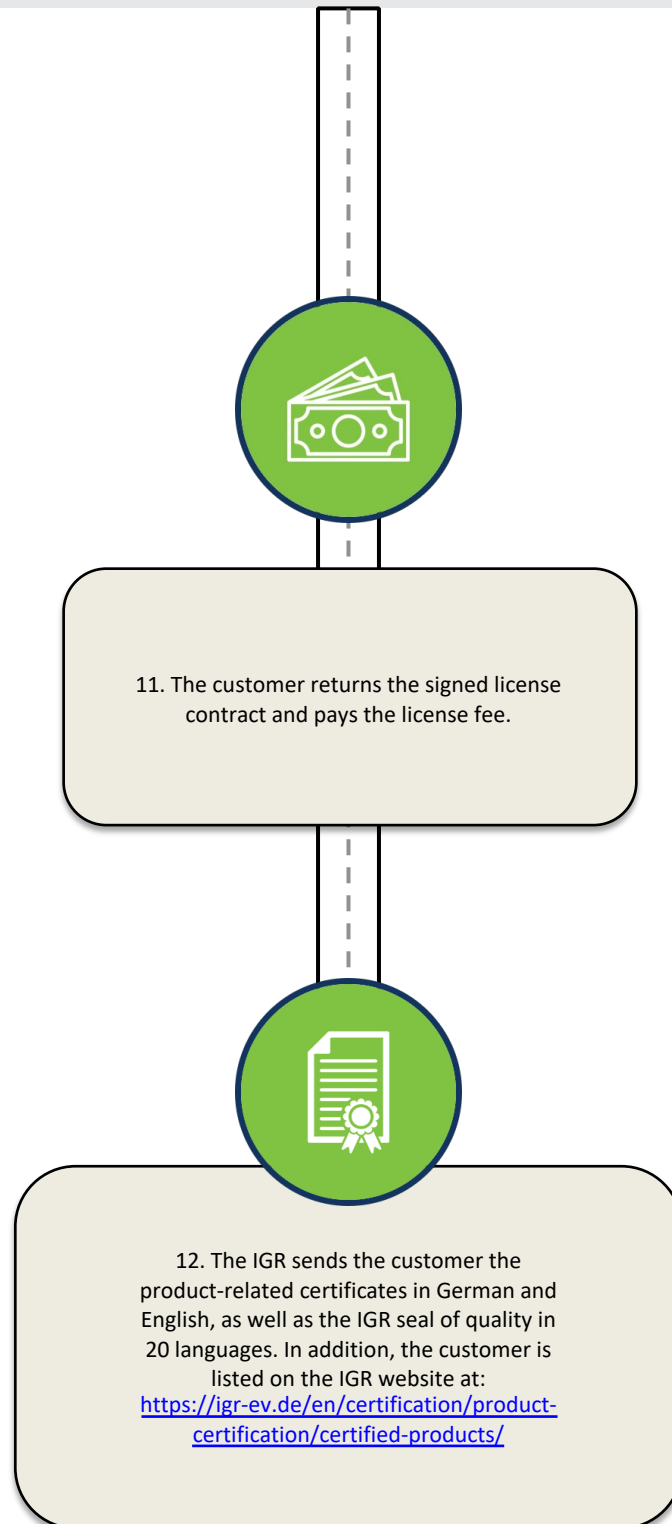 11. The customer returns the signed license
contract and pays the license fee.
12. The IGR sends the customer the
product-related certificates in German and
English, as well as the IGR seal of quality in
20 languages. In addition, the customer is
listed on the IGR website at:
https://igr-ev.de/en/certification/product-
certification/certified-products/